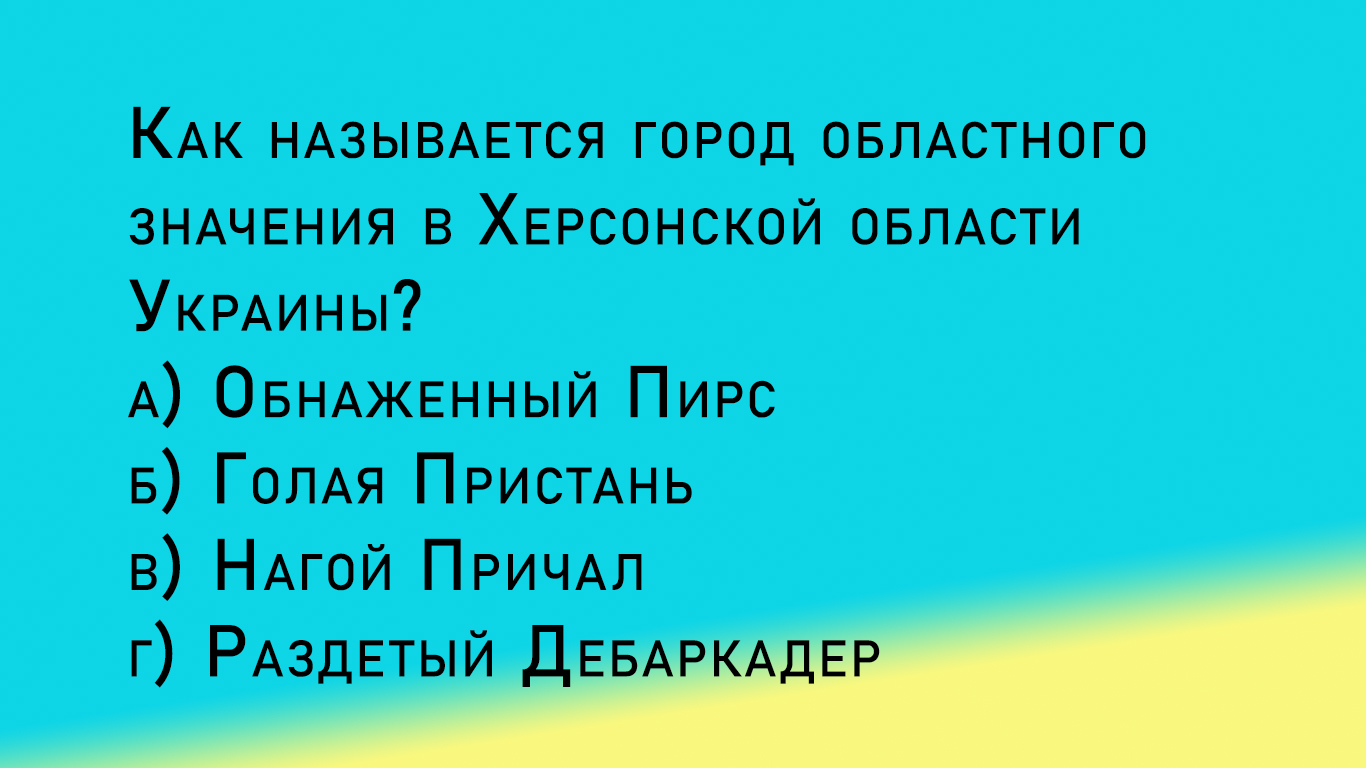 Как называется город областного
значения в Херсонской области
Украины?
а) Обнаженный Пирс
б) Голая Пристань
в) Нагой Причал
г) Раздетый Дебаркадер